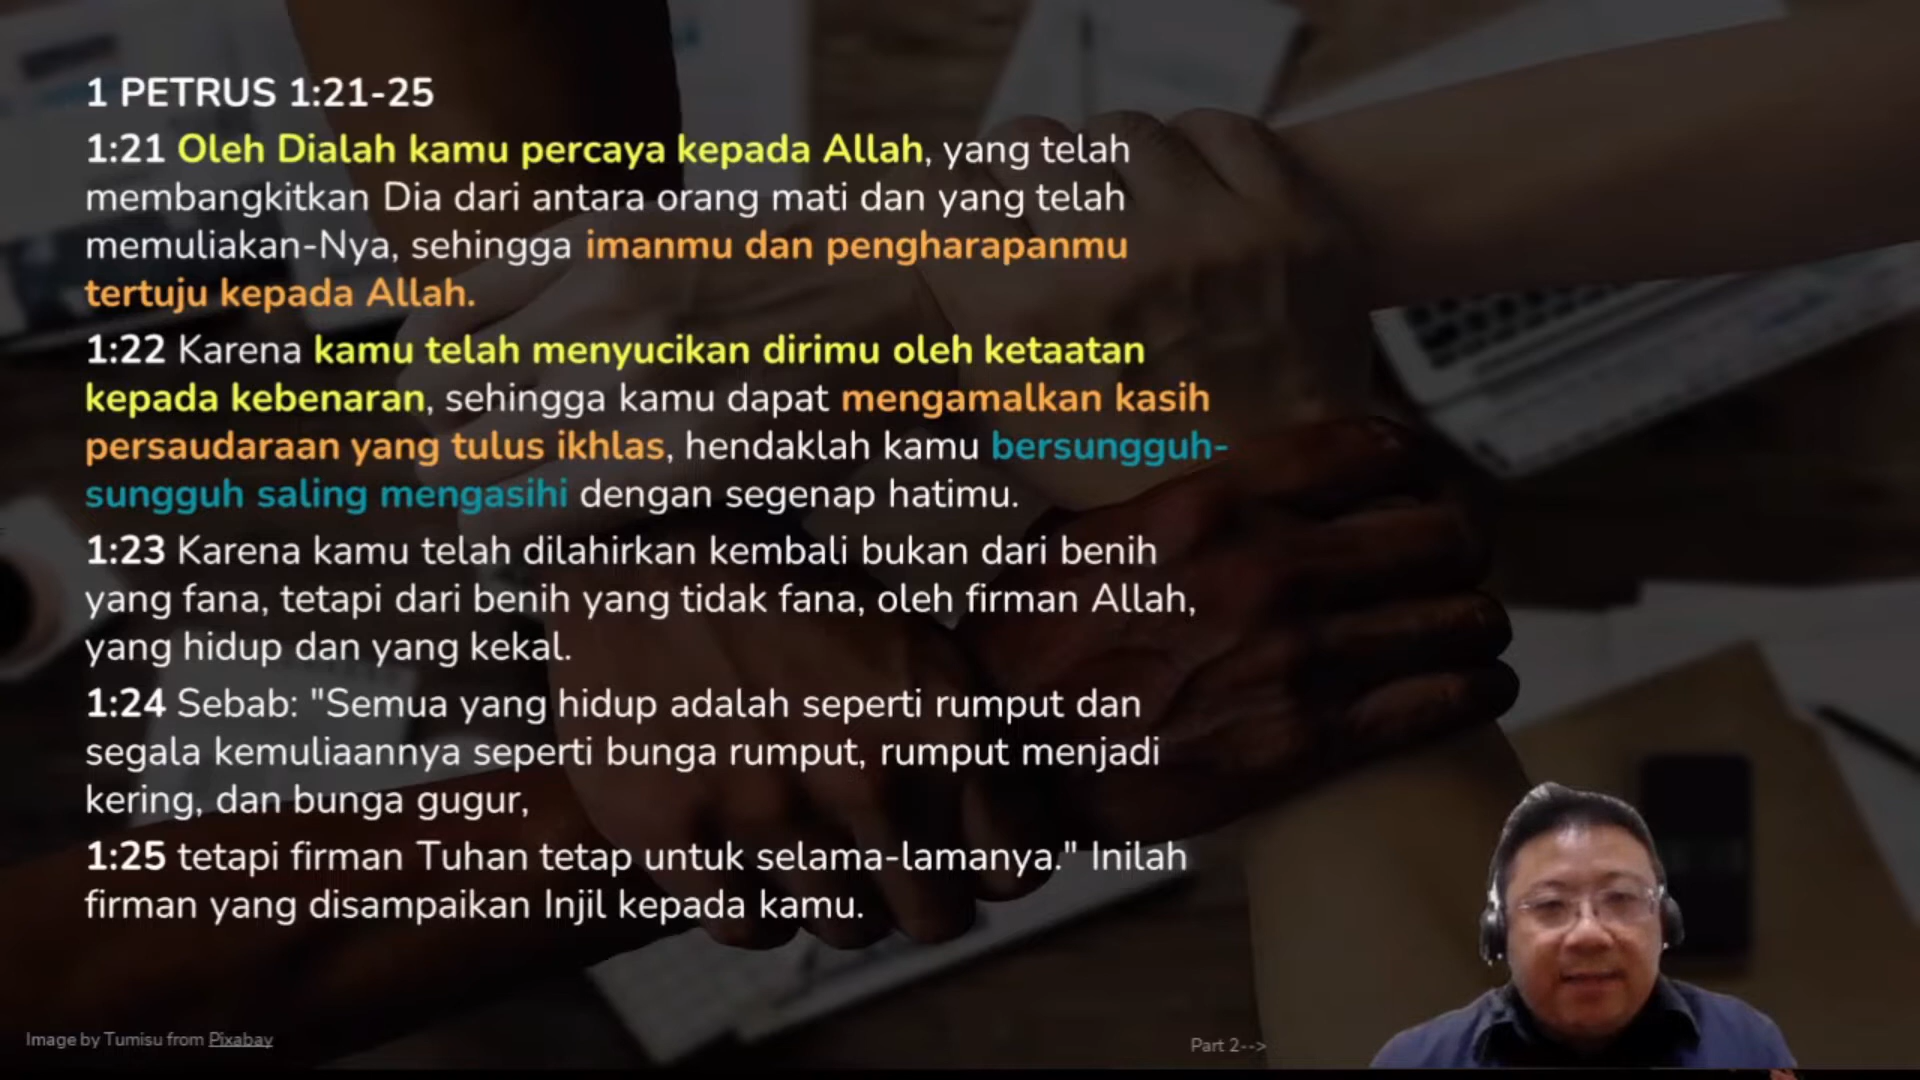 1 PETRUS 1:21-25
1:21 Oleh Dialah kamu percaya kepada Allah, yang telah
membangkitkan Dia dari antara orang mati dan yang telah
memuliakan-Nya, sehingga imanmu dan pengharapanmu
tertuju kepada Allah.
1:22 Karena kamu telah menyucikan dirimu oleh ketaatan
kepada kebenaran, sehingga kamu dapat mengamalkan kasih
persaudaraan yang tulus ikhlas, hendaklah kamu bersungguh-
sungguh saling mengasihi dengan segenap hatimu.
1:23 Karena kamu telah dilahirkan kembali bukan dari benih
yang fana, tetapi dari benih yang tidak fana, oleh firman Allah,
yang hidup dan yang kekal.
1:24 Sebab: "Semua yang hidup adalah seperti rumput dan
segala kemuliaannya seperti bunga rumput, rumput menjadi
kering, dan bunga gugur,
1:25 tetapi firman Tuhan tetap untuk selama-lamanya." Inilah
firman yang disampaikan Injil kepada kamu.
Image by Tumisu from Pixabay
Part 2-->